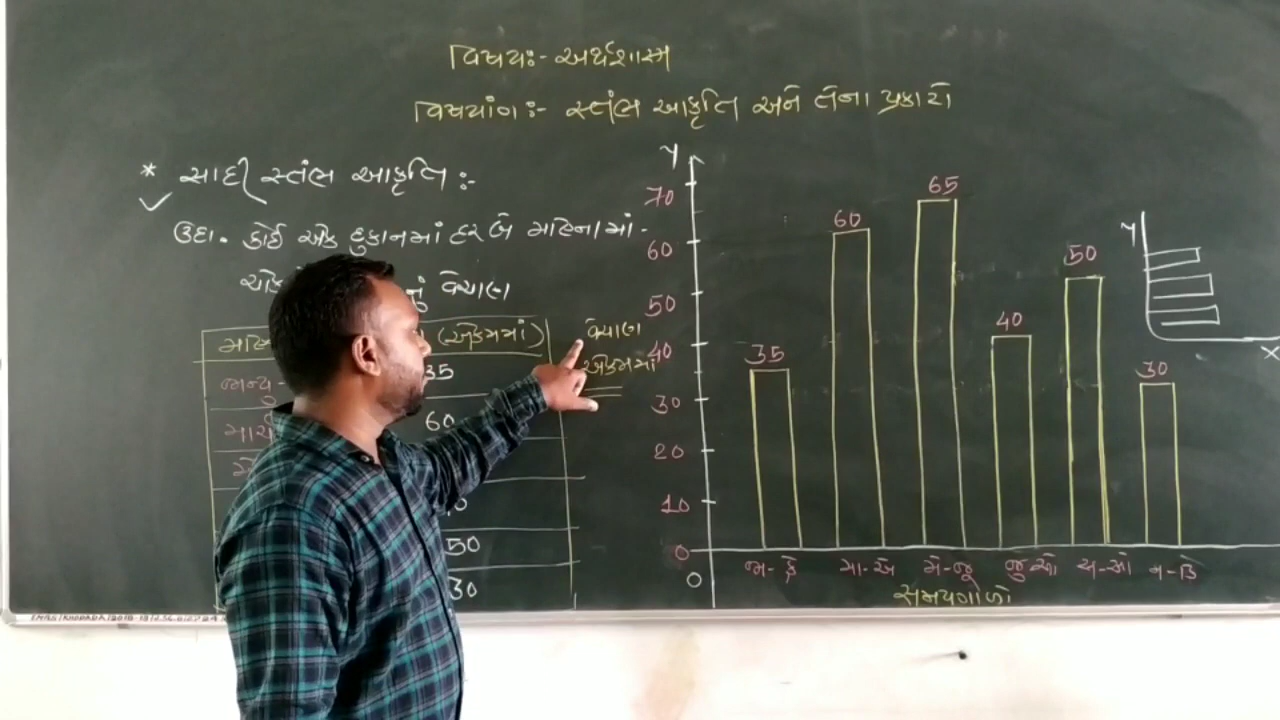 વિષય:- અર્થશાસ્ત્ર
વિષયાંગ:- સ્તંભ આકૃતિ અને તેના પ્રકારો
* સાદી સ્તંભ આકૃતિ:-
ઉદા. કોઈ એક દુકાનમાં દર બે મહિનામાં.
વેચાણ
(એકમમાં)
જાન્યુ-
35
60
50
30
વેચાણ
એકમમાં
Y
70
60
50
40
30
20
10
0
O
35
60
65
40
50
30
જા-ફે મા-એ મે-જૂ જુ-ઓ સ-ઓ ન-ડિ
સમયગાળો
Y
X